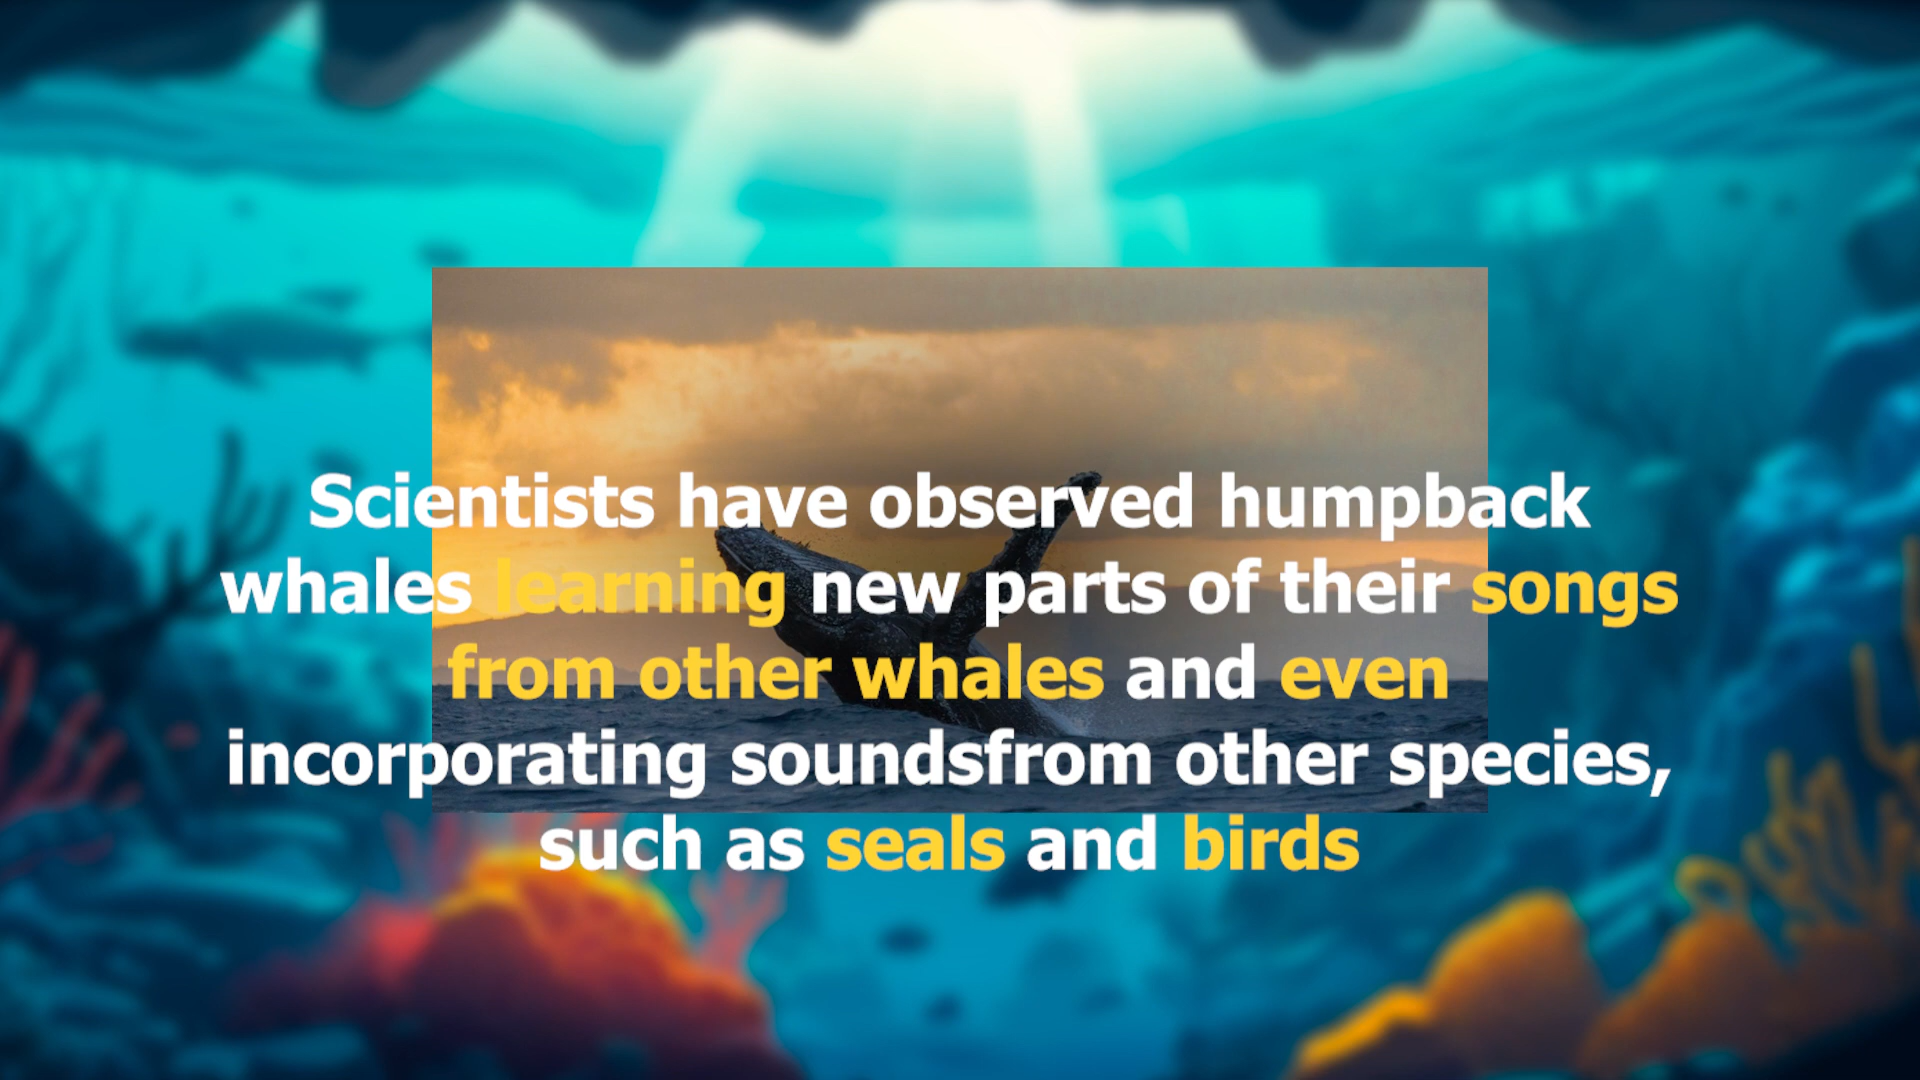 Scientists have observed humpback
whales learning new parts of their songs
from other whales and even
incorporating soundsfrom other species,
such as seals and birds